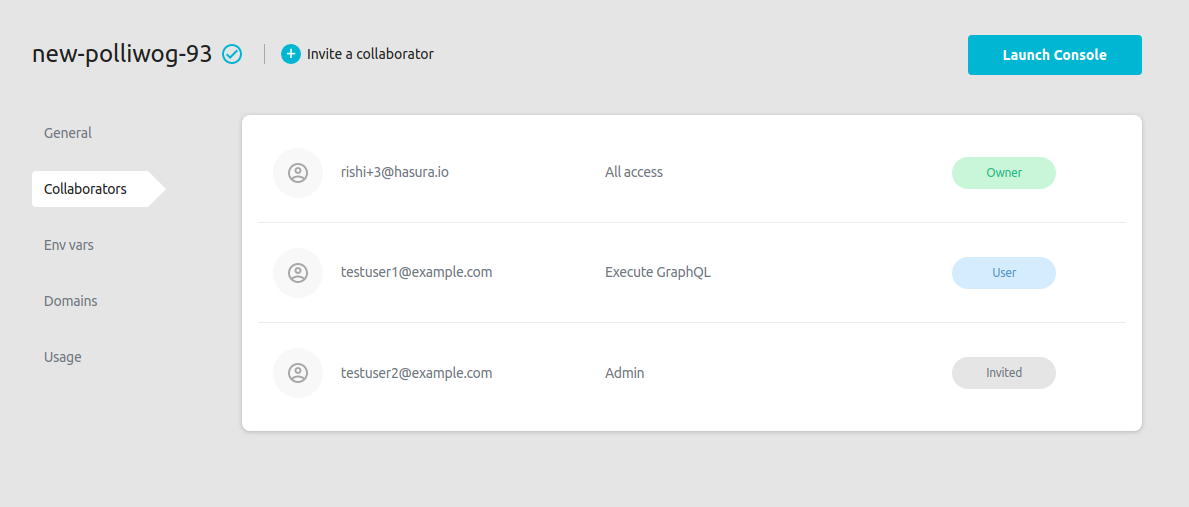 new-polliwog-93
Invite a collaborator
Launch Console
General
Collaborators
Env vars
Domains
Usage
rishi+3@hasura.io All access Owner
testuser1@example.com Execute GraphQL User
testuser2@example.com Admin Invited